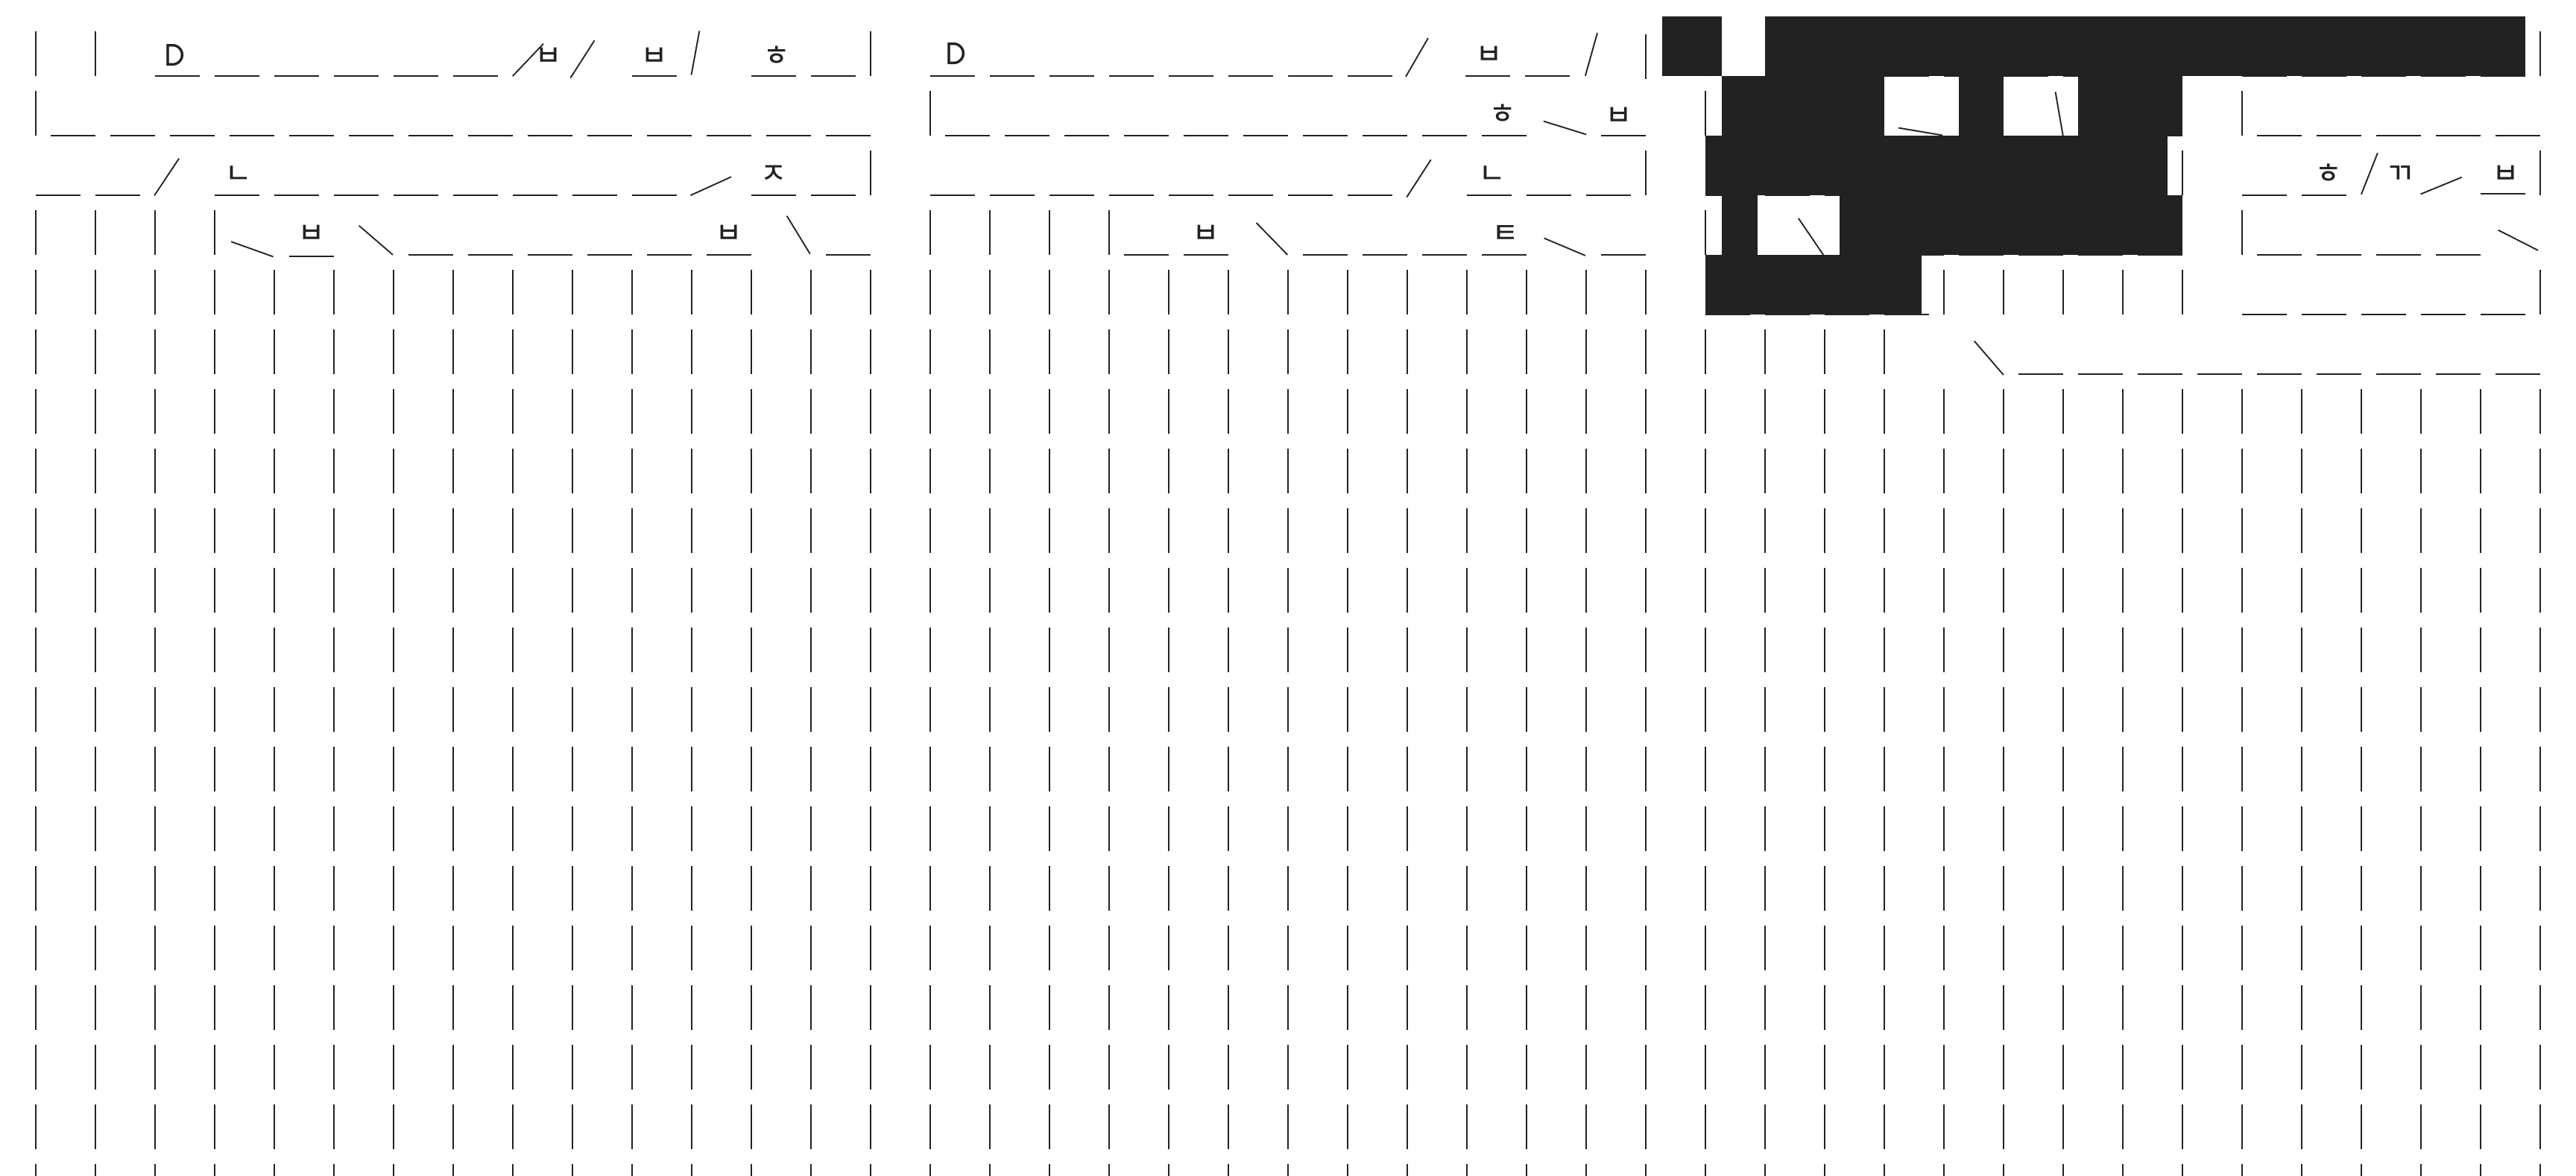 D ㅂ ㅂ ㅎ D ㅂ
ㅎ ㅂ
ㄴ ㅈ ㄴ ㅎ ㄲ ㅂ
ㅂ ㅂ ㅂ ㅌ